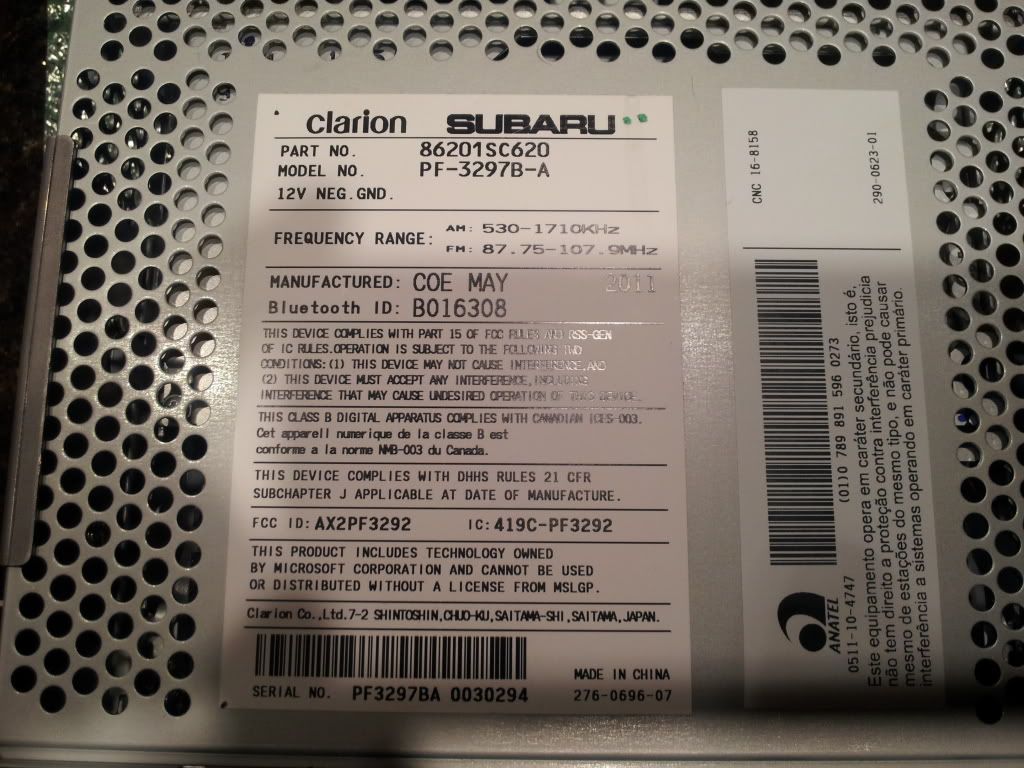 clarion SUBARU
PART NO. 86201SC620
MODEL NO. PF-3297B-A
12V NEG.GND.
FREQUENCY RANGE: AM: 530-1710KHz
FM: 87.75-107.9MHz
MANUFACTURED: COE MAY 2011
Bluetooth ID: B016308
THIS DEVICE COMPLIES WITH PART 15 OF FCC RULES AND RSS-GEN
OF IC RULES.OPERATION IS SUBJECT TO THE FOLLOWING TWO
CONDITIONS:(1) THIS DEVICE MAY NOT CAUSE INTERFERENCE,AND
(2) THIS DEVICE MUST ACCEPT ANY INTERFERENCE,INCLUDING
INTERFERENCE THAT MAY CAUSE UNDESIRED OPERATION OF THIS DEVICE.
THIS CLASS B DIGITAL APPARATUS COMPLIES WITH CANADIAN ICES-003.
Cet apparell numerique de la classe B est
conforme a la norme NMB-003 du Canada.
THIS DEVICE COMPLIES WITH DHHS RULES 21 CFR
SUBCHAPTER J APPLICABLE AT DATE OF MANUFACTURE.
FCC ID: AX2PF3292 IC: 419C-PF3292
THIS PRODUCT INCLUDES TECHNOLOGY OWNED
BY MICROSOFT CORPORATION AND CANNOT BE USED
OR DISTRIBUTED WITHOUT A LICENSE FROM MSLGP.
Clarion Co.,Ltd.7-2 SHINTOSHIN,CHUO-KU,SAITAMA-SHI,SAITAMA,JAPAN.
MADE IN CHINA
SERIAL NO. PF3297BA 0030294 276-0696-07
CNC 16-8158
290-0623-01
(01)0 789 891 596 0273
ANATEL
0511-10-4747
Este equipamento opera em caráter secundário, isto é,
não tem direito a proteção contra interferência prejudicia
mesmo de estações do mesmo tipo, e não pode causar
interferência a sistemas operando em caráter primário.